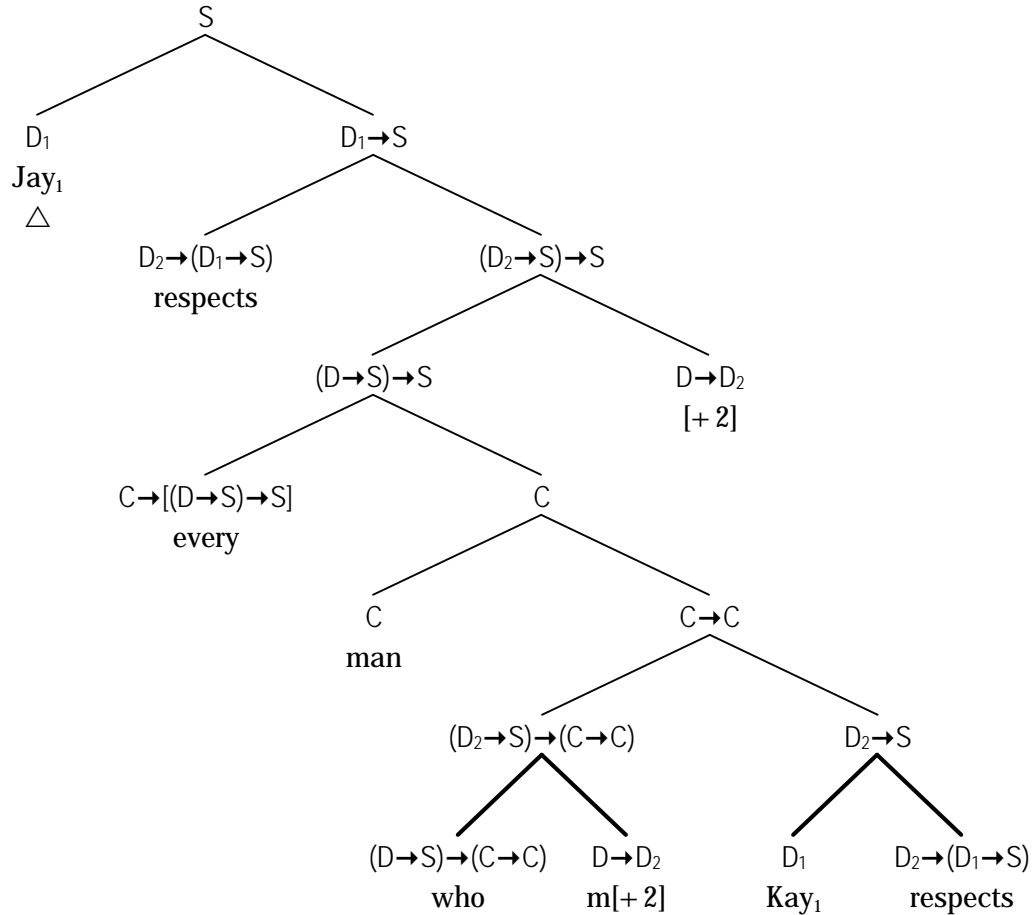 S
D₁ D₁→S
Jay₁
△
D₂→(D₁→S) (D₂→S)→S
respects
(D→S)→S D→D₂
[+2]
C→[(D→S)→S] C
every
C C→C
man
(D₂→S)→(C→C) D₂→S
(D→S)→(C→C) D→D₂ D₁ D₂→(D₁→S)
who m[+2] Kay₁ respects